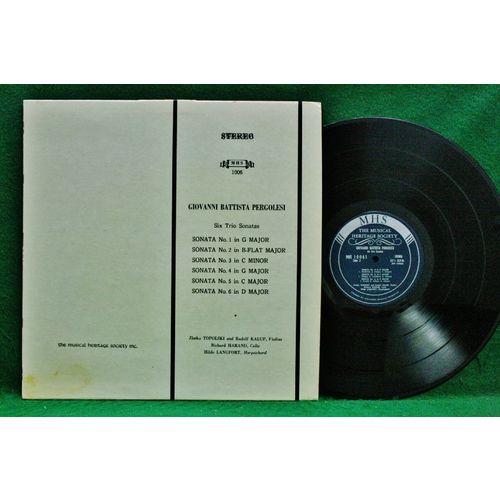 STEREO
MHS
1006
GIOVANNI BATTISTA PERGOLESI
Six Trio Sonatas
SONATA No. 1 in G MAJOR
SONATA No. 2 in B-FLAT MAJOR
SONATA No. 3 in C MINOR
SONATA No. 4 in G MAJOR
SONATA No. 5 in C MAJOR
SONATA No. 6 in D MAJOR
Zlatko TOPOLSKI and Rudolf KALUP, Violins
Richard HARAND, Cello
Hilde LANGFORT, Harpsichord
the musical heritage society inc.
MHS
THE MUSICAL
HERITAGE SOCIETY
GIOVANNI BATTISTA PERGOLESI